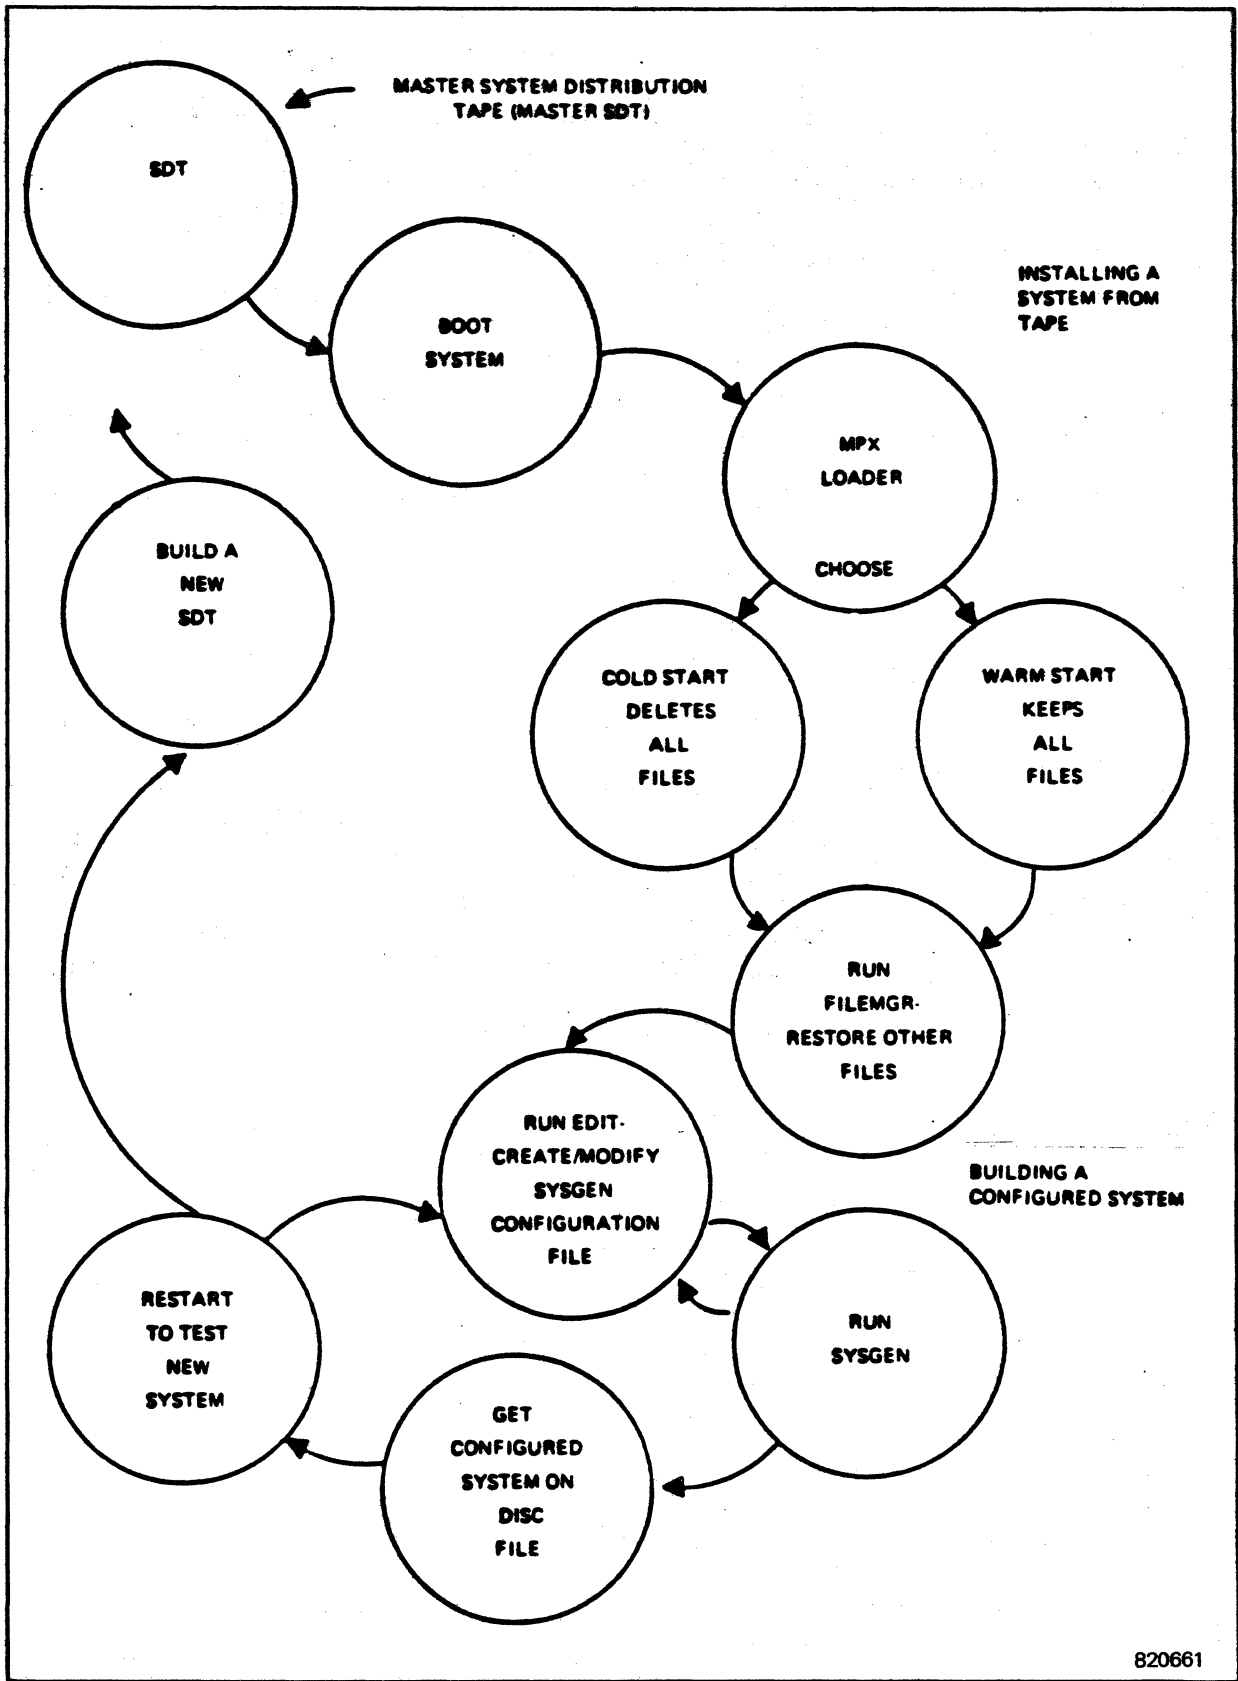 MASTER SYSTEM DISTRIBUTION
TAPE (MASTER SDT)
SDT
INSTALLING A
SYSTEM FROM
TAPE
BOOT
SYSTEM
MPX
LOADER
CHOOSE
BUILD A
NEW
SDT
COLD START
DELETES
ALL
FILES
WARM START
KEEPS
ALL
FILES
RUN
FILEMGR-
RESTORE OTHER
FILES
RUN EDIT-
CREATE/MODIFY
SYSGEN
CONFIGURATION
FILE
BUILDING A
CONFIGURED SYSTEM
RESTART
TO TEST
NEW
SYSTEM
RUN
SYSGEN
GET
CONFIGURED
SYSTEM ON
DISC
FILE
820661